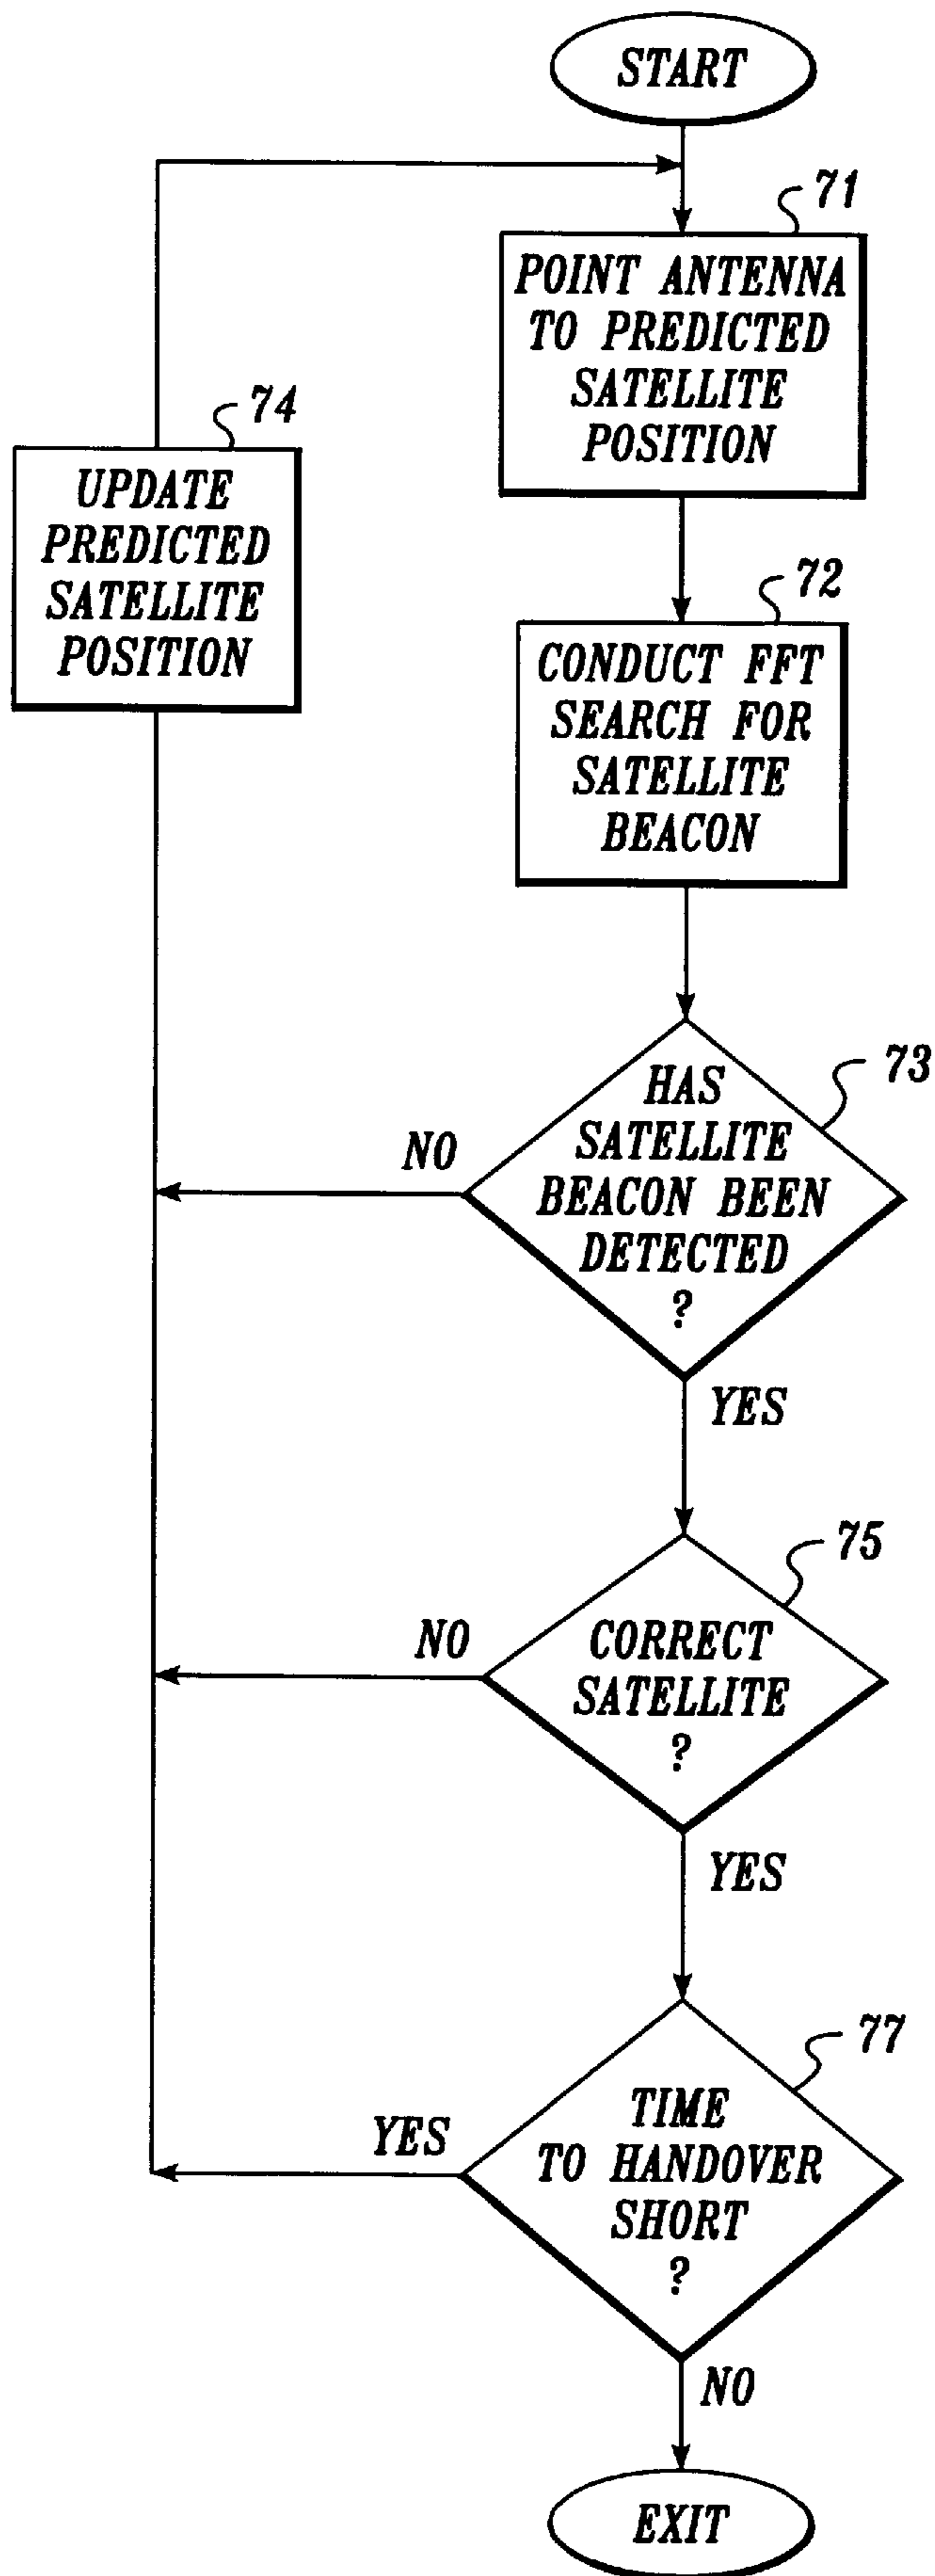 START
71
POINT ANTENNA
TO PREDICTED
SATELLITE
POSITION
74
UPDATE
PREDICTED
SATELLITE
POSITION
72
CONDUCT FFT
SEARCH FOR
SATELLITE
BEACON
73
HAS
SATELLITE
BEACON BEEN
DETECTED
?
NO
YES
75
CORRECT
SATELLITE
?
NO
YES
77
TIME
TO HANDOVER
SHORT
?
YES
NO
EXIT